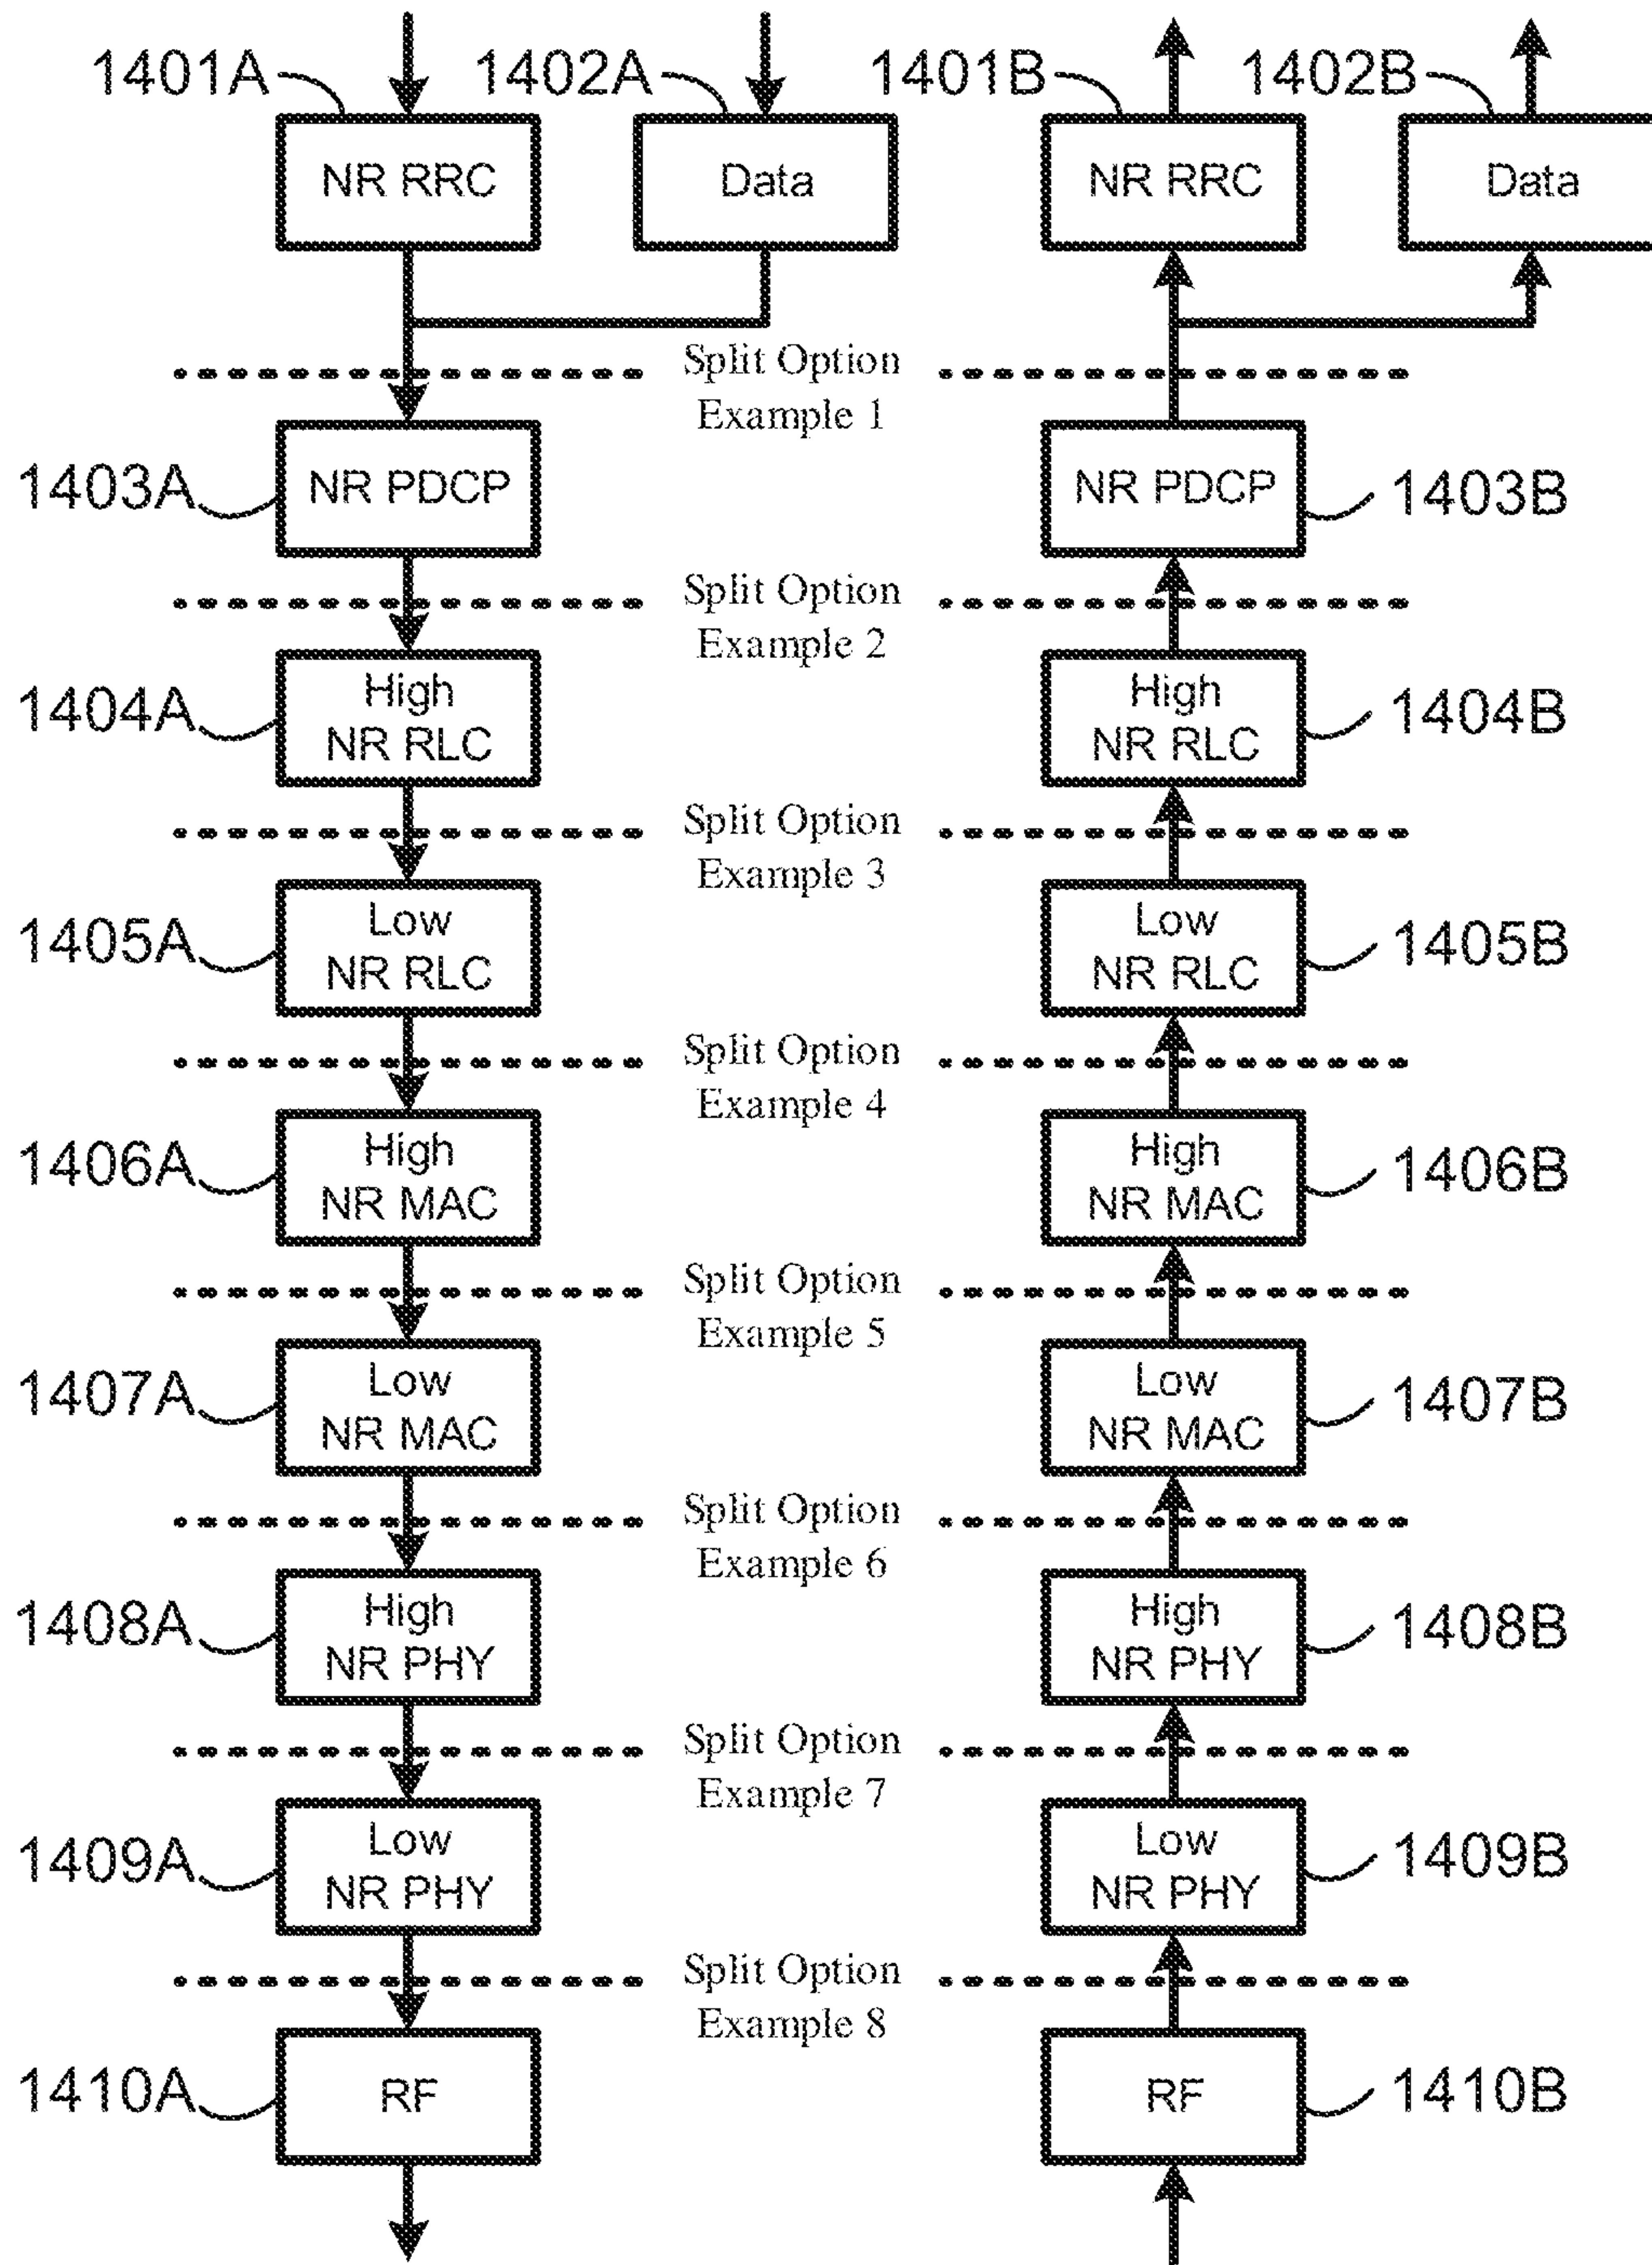 1401A 1402A 1401B 1402B
NR RRC Data NR RRC Data
Split Option
Example 1
1403A NR PDCP NR PDCP 1403B
Split Option
Example 2
1404A High
NR RLC High
NR RLC 1404B
Split Option
Example 3
1405A Low
NR RLC Low
NR RLC 1405B
Split Option
Example 4
1406A High
NR MAC High
NR MAC 1406B
Split Option
Example 5
1407A Low
NR MAC Low
NR MAC 1407B
Split Option
Example 6
1408A High
NR PHY High
NR PHY 1408B
Split Option
Example 7
1409A Low
NR PHY Low
NR PHY 1409B
Split Option
Example 8
1410A RF RF 1410B